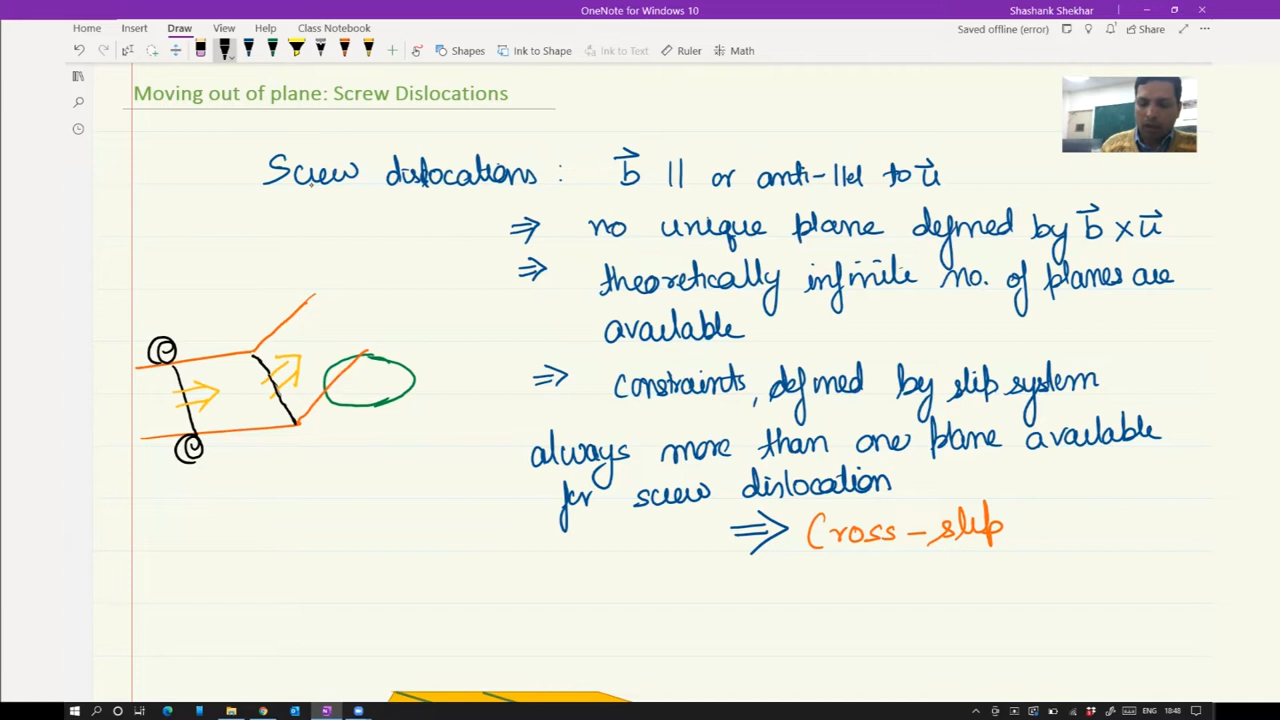 OneNote for Windows 10
Shashank Shekhar
Home Insert Draw View Help Class Notebook
Saved offline (error)
Share
Shapes Ink to Shape Ink to Text Ruler Math
Moving out of plane: Screw Dislocations
Screw dislocations : b⃗ || or anti-||el to u⃗
⇒ no unique plane defined by b⃗ × u⃗
⇒ theoretically infinite no. of planes are
available
⇒ constraints, defined by slip system
always more than one plane available
for screw dislocation
⇒ Cross-slip
ENG 18:48